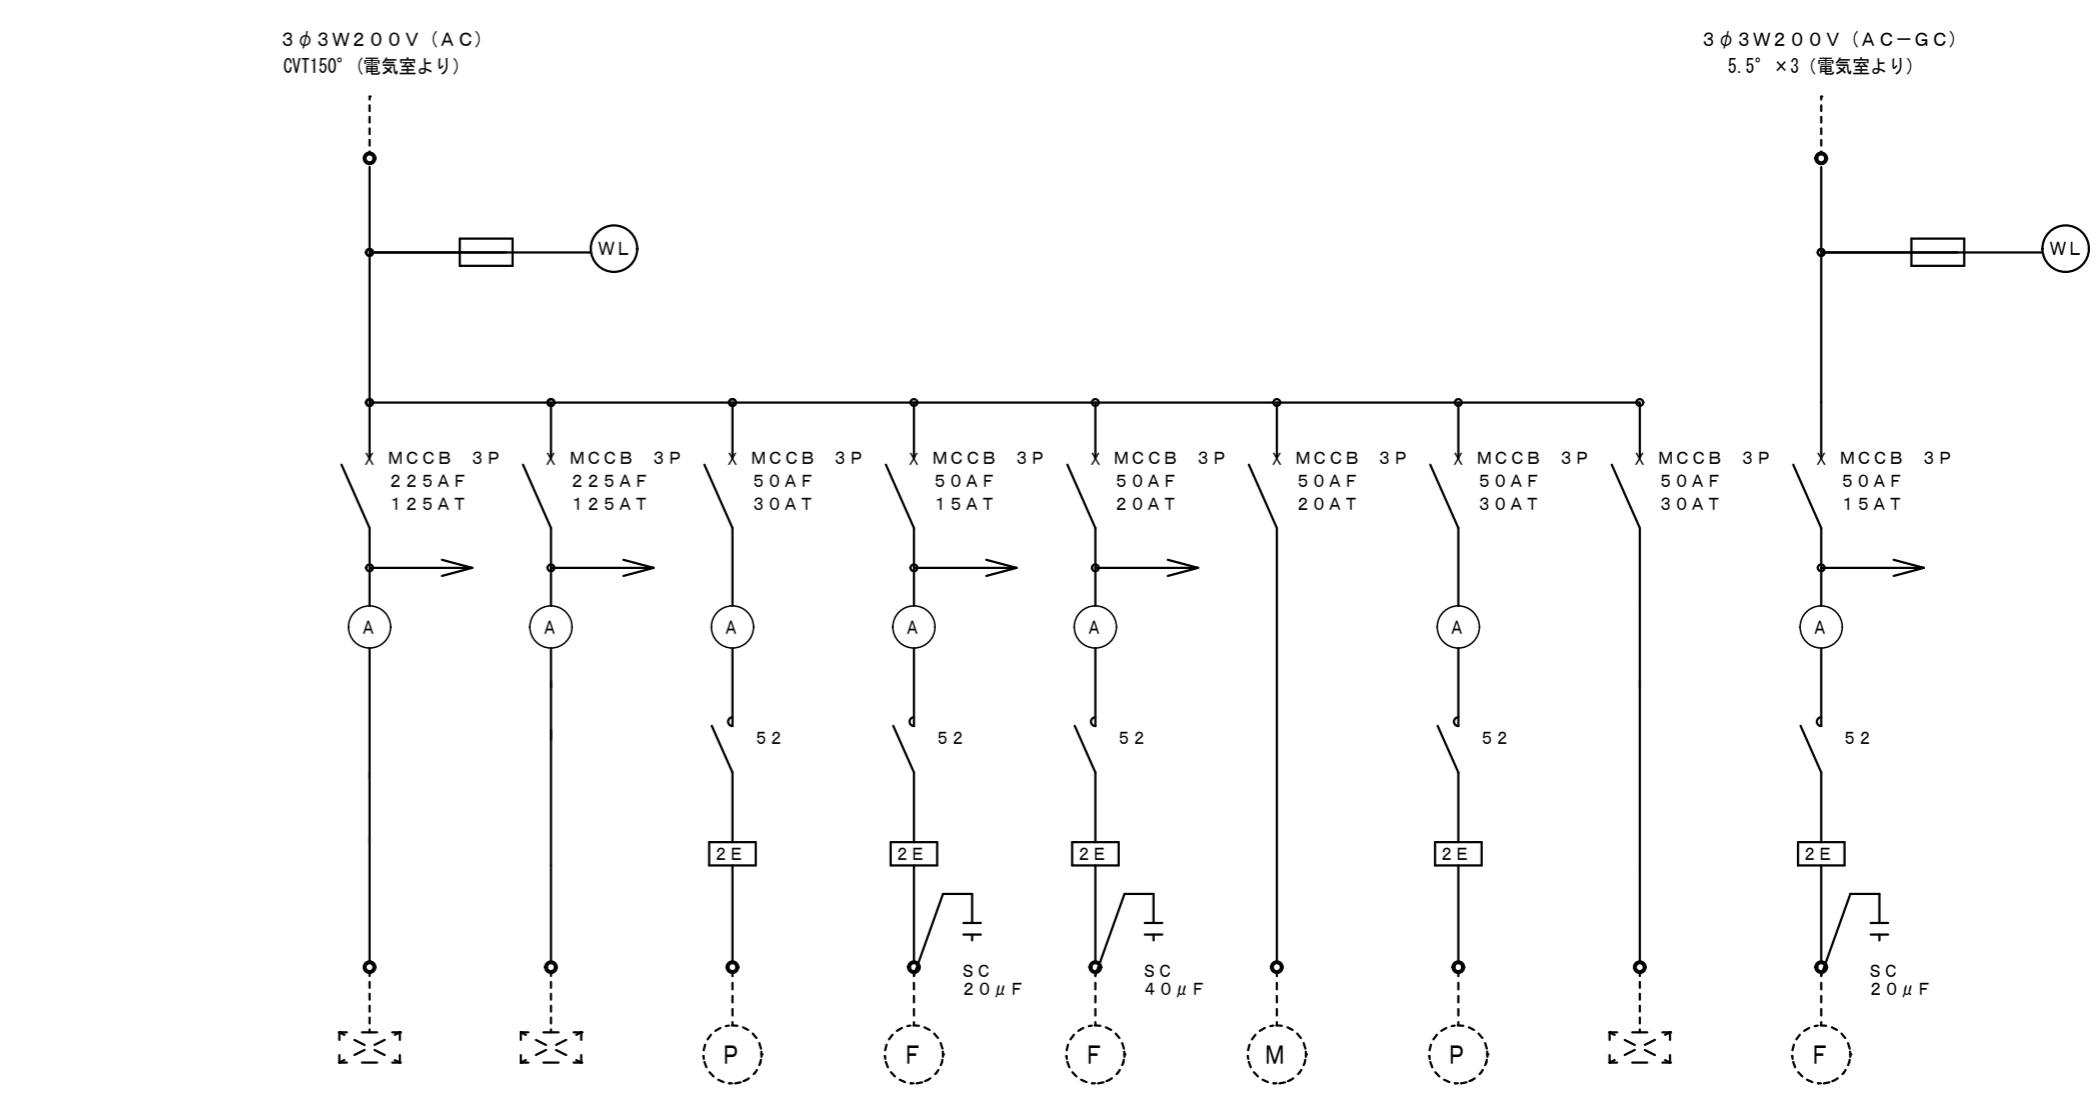 3φ3W200V (AC)
CVT150° (電気室より)
3φ3W200V (AC-GC)
5.5° ×3 (電気室より)
WL
WL
MCCB 3P
225AF
125AT
MCCB 3P
225AF
125AT
MCCB 3P
50AF
30AT
MCCB 3P
50AF
15AT
MCCB 3P
50AF
20AT
MCCB 3P
50AF
20AT
MCCB 3P
50AF
30AT
MCCB 3P
50AF
30AT
MCCB 3P
50AF
15AT
A
A
A
A
A
A
A
52
52
52
52
52
2E
2E
2E
2E
2E
SC
20μF
SC
40μF
SC
20μF
P
F
F
M
P
F